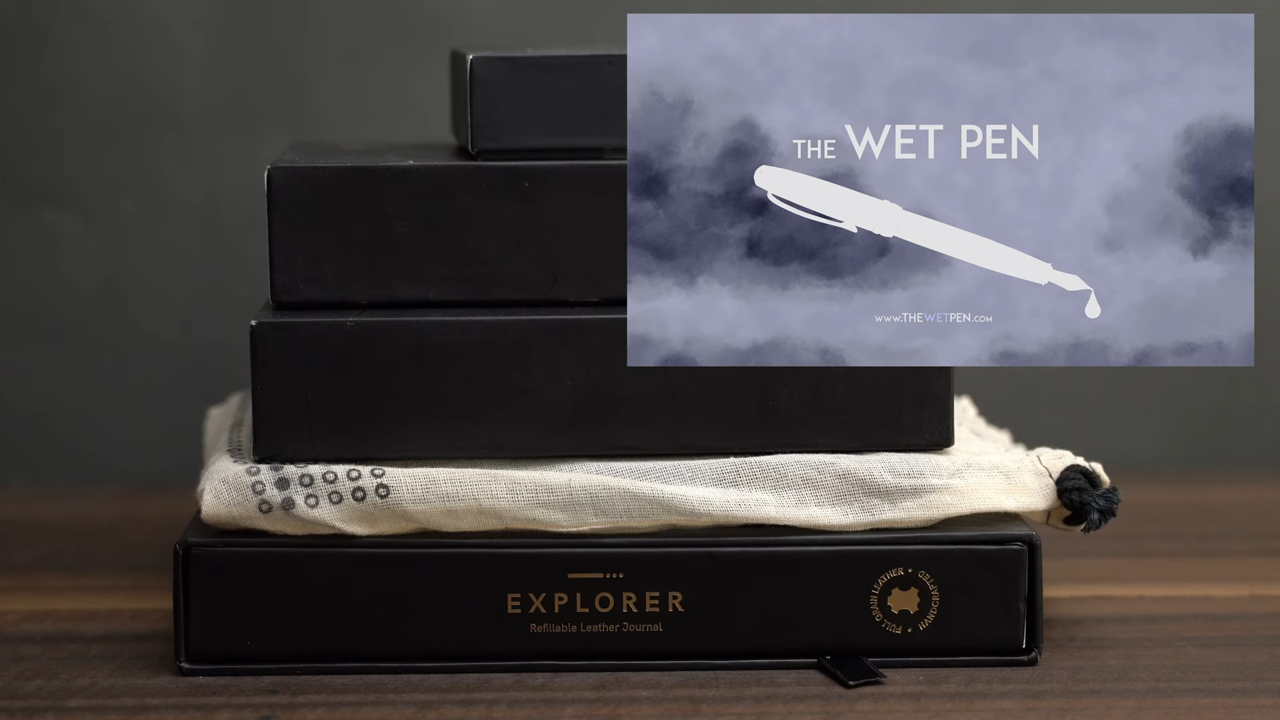 THE WET PEN
WWW.THEWETPEN.COM
EXPLORER
Refillable Leather Journal
FULL GRAIN LEATHER • HANDCRAFTED •